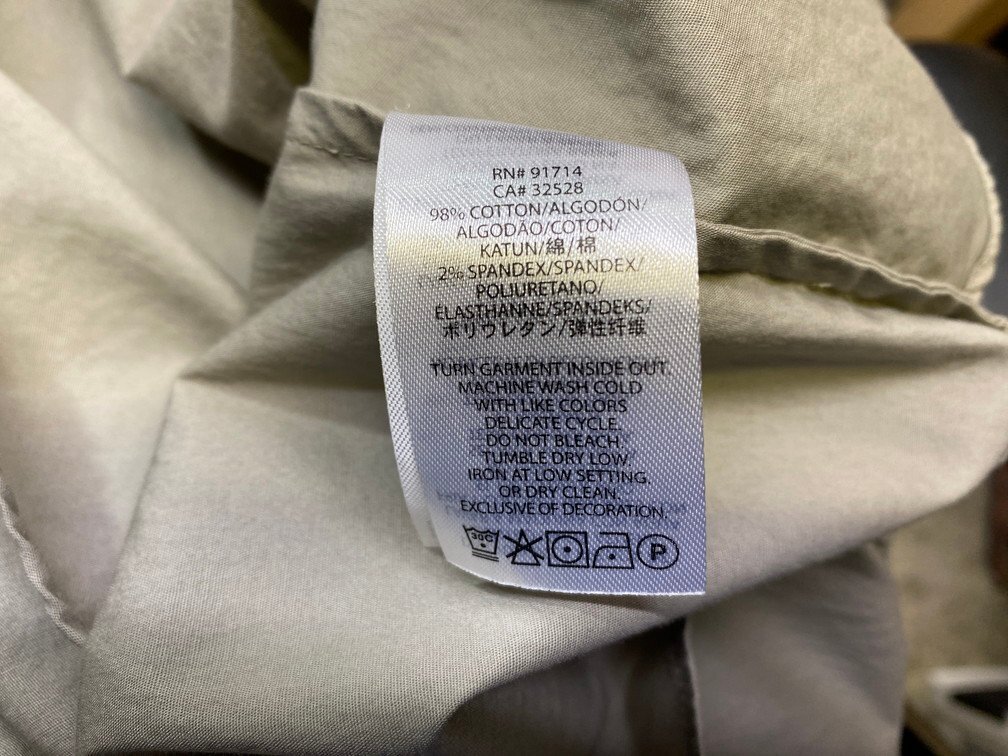 RN# 91714
CA# 32528
98% COTTON/ALGODÓN/
ALGODÃO/COTON/
KATUN/綿/棉
2% SPANDEX/SPANDEX/
POLIURETANO/
ÉLASTHANNE/SPANDEKS/
ポリウレタン/弹性纤维
TURN GARMENT INSIDE OUT.
MACHINE WASH COLD
WITH LIKE COLORS
DELICATE CYCLE.
DO NOT BLEACH
TUMBLE DRY LOW.
IRON AT LOW SETTING.
OR DRY CLEAN.
EXCLUSIVE OF DECORATION.
30C P